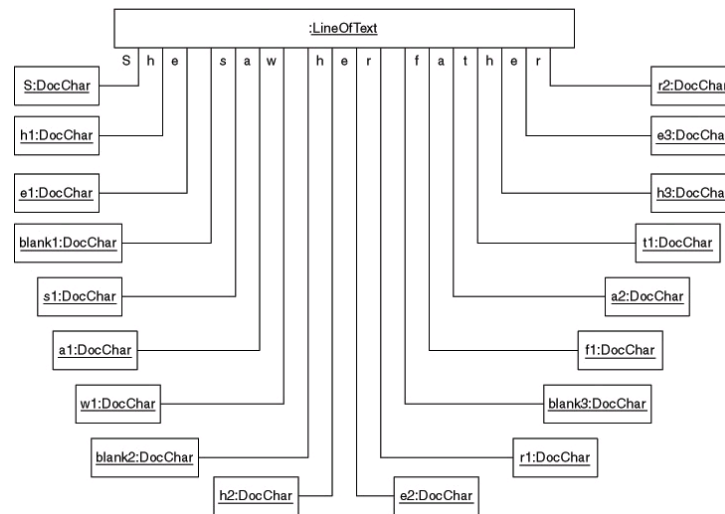 :LineOfText
S h e s a w h e r f a t h e r
S:DocChar
r2:DocChar
h1:DocChar
e3:DocChar
e1:DocChar
h3:DocChar
blank1:DocChar
t1:DocChar
s1:DocChar
a2:DocChar
a1:DocChar
f1:DocChar
w1:DocChar
blank3:DocChar
blank2:DocChar
r1:DocChar
h2:DocChar
e2:DocChar